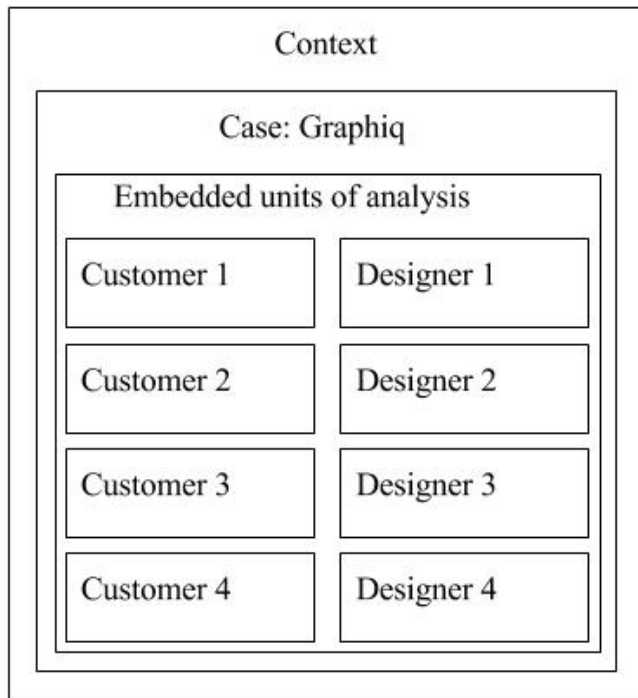 Context
Case: Graphiq
Embedded units of analysis
Customer 1
Designer 1
Customer 2
Designer 2
Customer 3
Designer 3
Customer 4
Designer 4